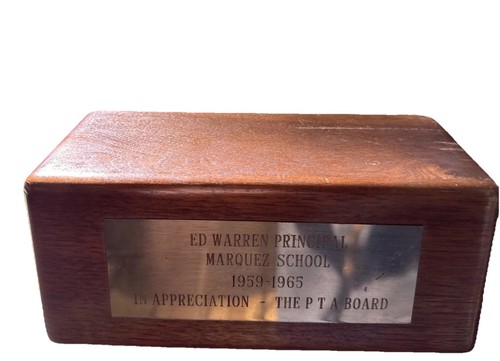 ED WARREN PRINCIPAL
MARQUEZ SCHOOL
1959-1965
IN APPRECIATION - THE P T A BOARD